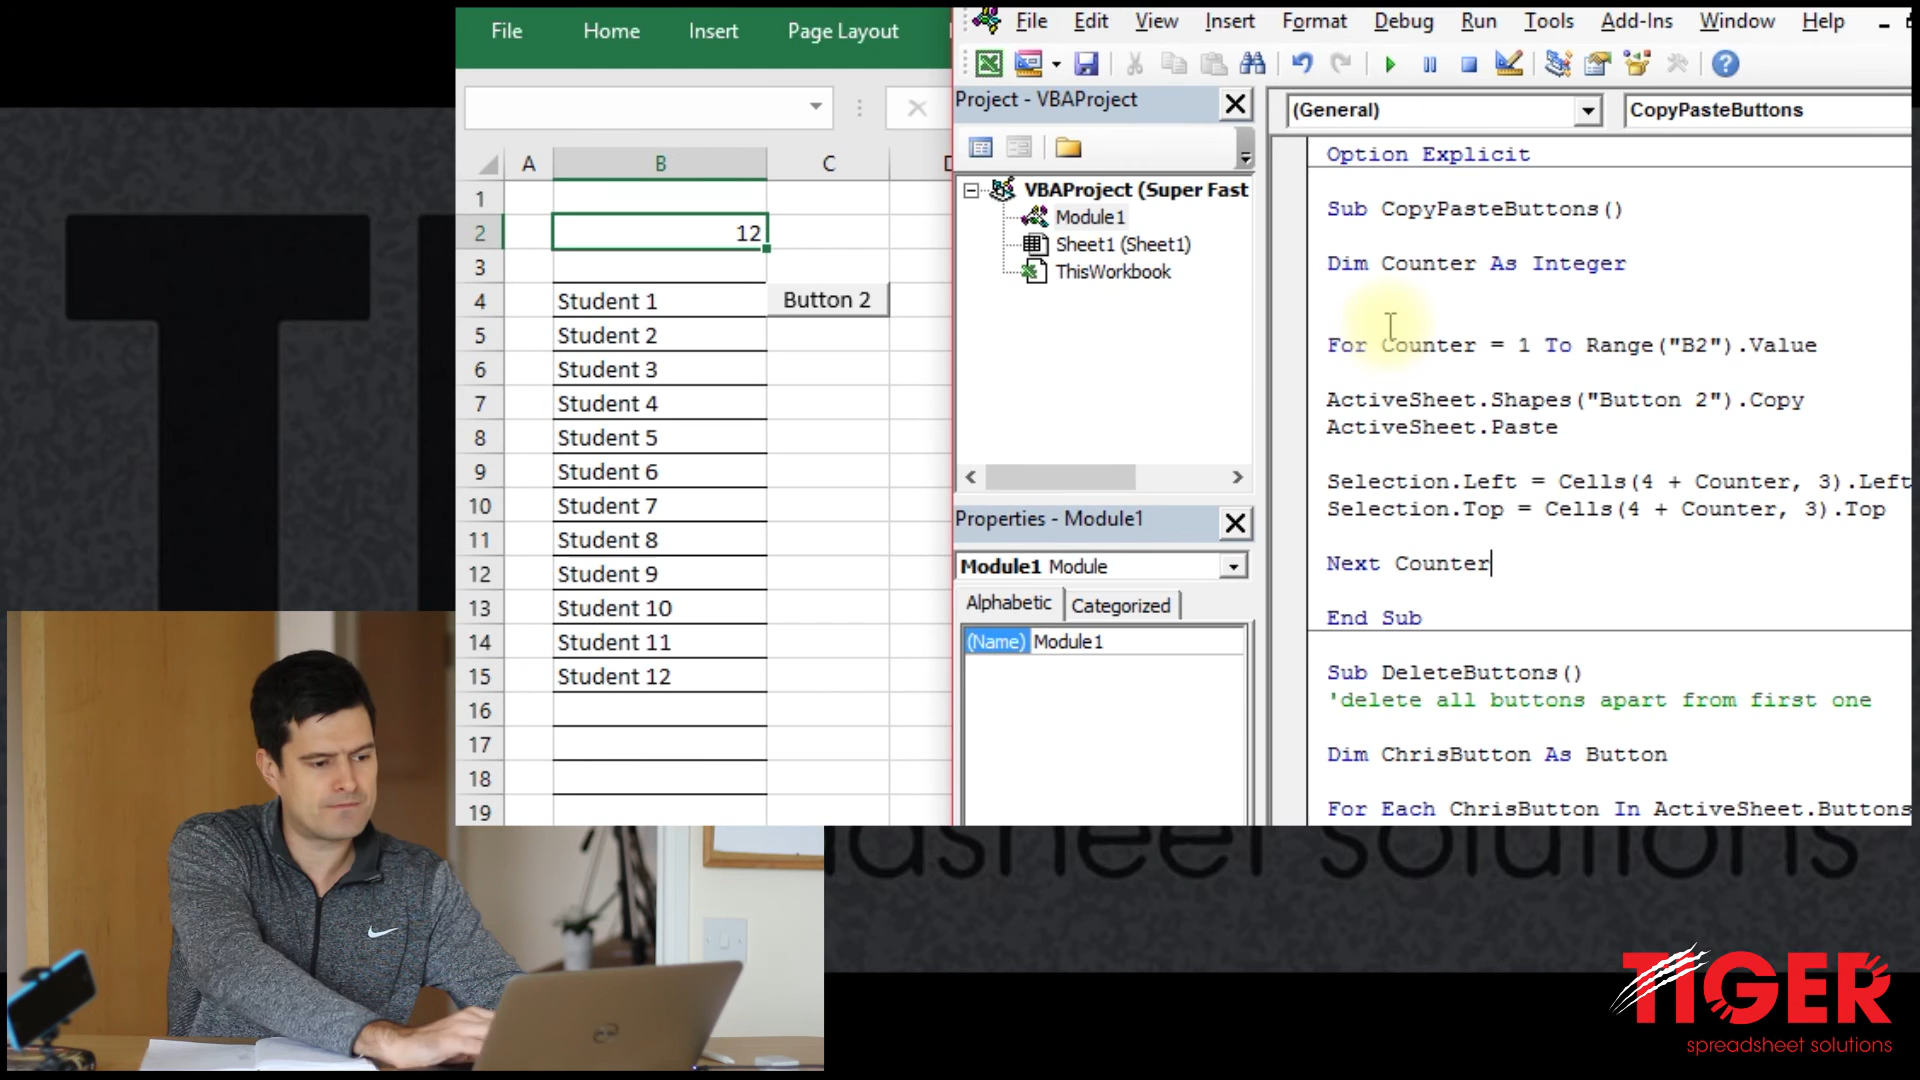 File Home Insert Page Layout
A B C
1
2 12
3
4 Student 1 Button 2
5 Student 2
6 Student 3
7 Student 4
8 Student 5
9 Student 6
10 Student 7
11 Student 8
12 Student 9
13 Student 10
14 Student 11
15 Student 12
16
17
18
19
File Edit View Insert Format Debug Run Tools Add-Ins Window Help
Project - VBAProject
VBAProject (Super Fast
Module1
Sheet1 (Sheet1)
ThisWorkbook
Properties - Module1
Module1 Module
Alphabetic Categorized
(Name) Module1
(General) CopyPasteButtons
Option Explicit
Sub CopyPasteButtons()
Dim Counter As Integer
For Counter = 1 To Range("B2").Value
ActiveSheet.Shapes("Button 2").Copy
ActiveSheet.Paste
Selection.Left = Cells(4 + Counter, 3).Left
Selection.Top = Cells(4 + Counter, 3).Top
Next Counter
End Sub
Sub DeleteButtons()
'delete all buttons apart from first one
Dim ChrisButton As Button
For Each ChrisButton In ActiveSheet.Buttons
solutions
TIGER
spreadsheet solutions